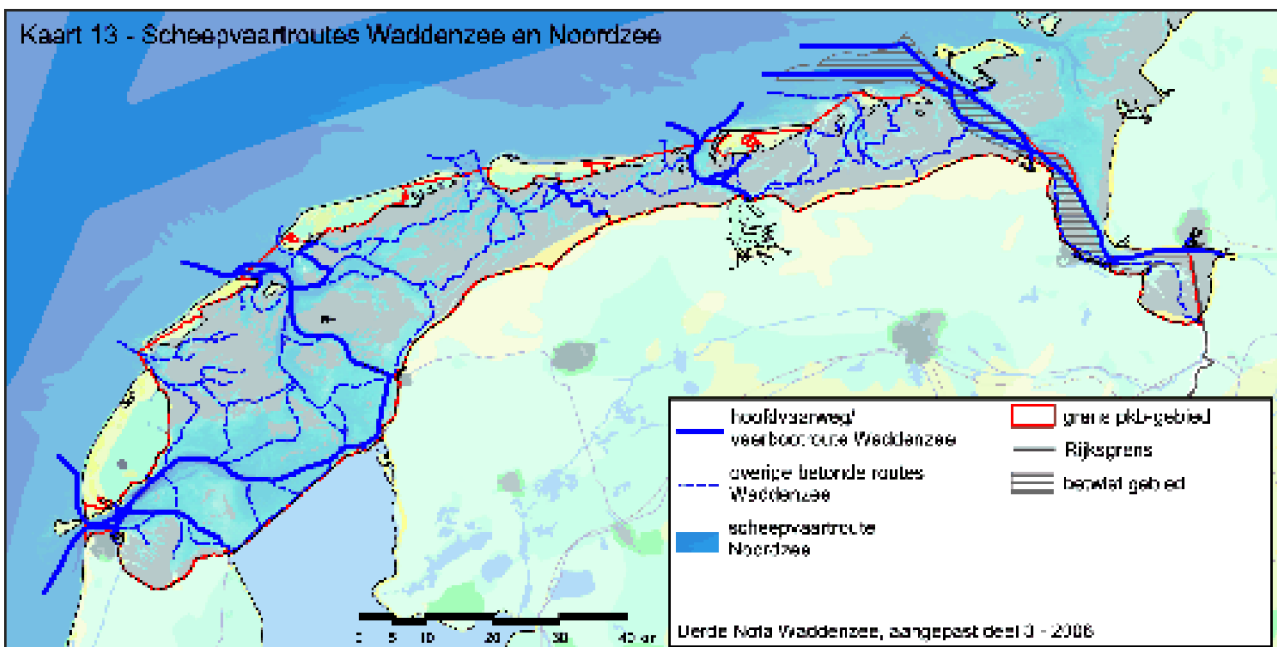 Kaart 13 - Scheepvaartroutes Waddenzee en Noordzee
hoofdvaarweg/
veerbootroute Waddenzee
overige betonde routes
Waddenzee
scheepvaartroute
Noordzee
grens pkb-gebied
Rijksgrens
betwist gebied
0 5 10 20 30 40 km
Derde Nota Waddenzee, aangepast deel 3 - 2006